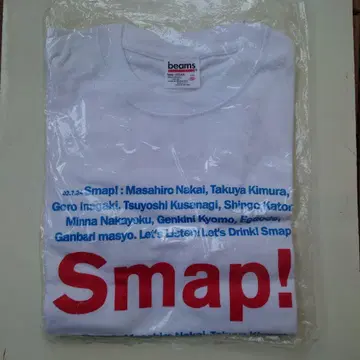 beams
Smap! : Masahiro Nakai, Takuya Kimura,
Goro Inagaki, Tsuyoshi Kusanagi, Shingo Katori
Minna Nakayoku, Genkini Kyomo,
Ganbari masyo. Let's Listen! Let's Drink! Smap
Smap!